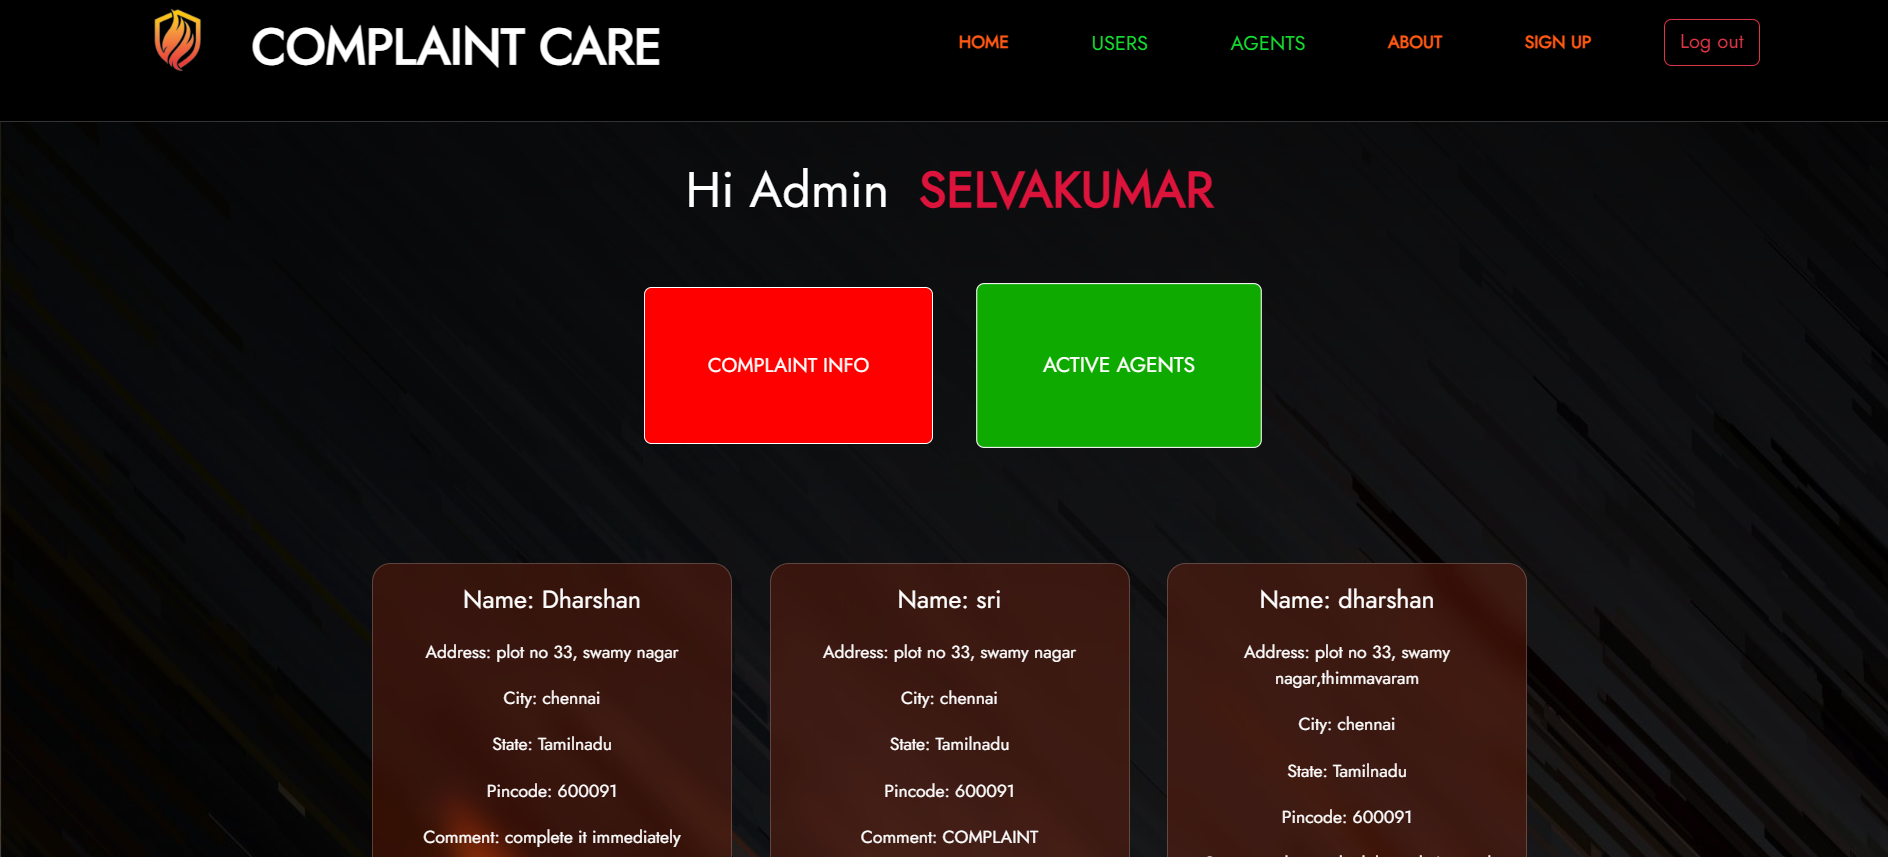 COMPLAINT CARE
HOME
USERS
AGENTS
ABOUT
SIGN UP
Log out
Hi Admin SELVAKUMAR
COMPLAINT INFO
ACTIVE AGENTS
Name: Dharshan
Address: plot no 33, swamy nagar
City: chennai
State: Tamilnadu
Pincode: 600091
Comment: complete it immediately
Name: sri
Address: plot no 33, swamy nagar
City: chennai
State: Tamilnadu
Pincode: 600091
Comment: COMPLAINT
Name: dharshan
Address: plot no 33, swamy
nagar,thimmavaram
City: chennai
State: Tamilnadu
Pincode: 600091